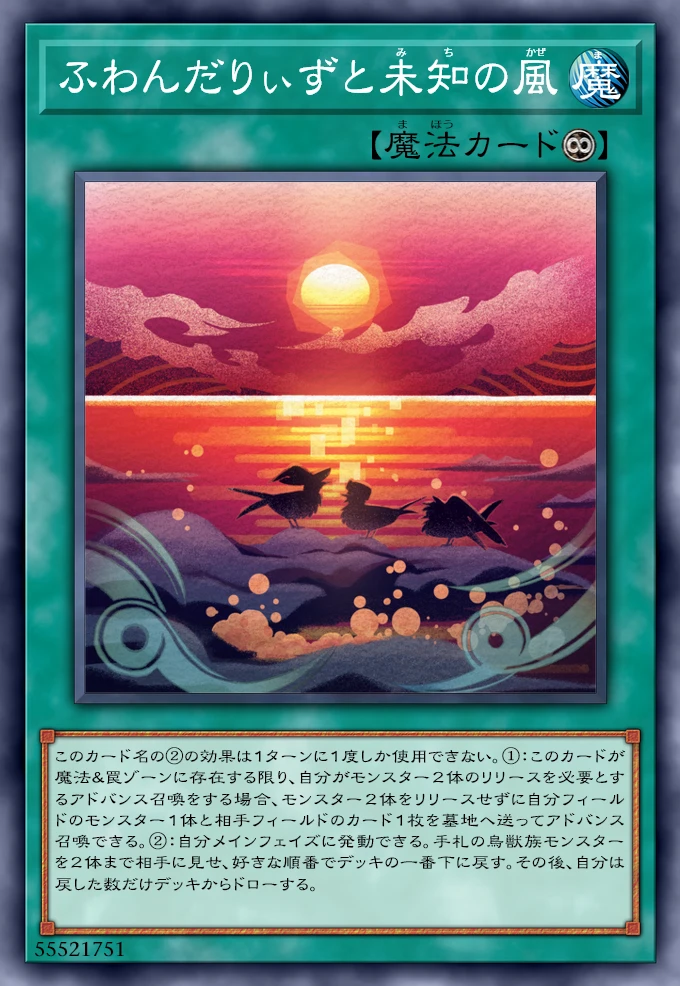 ふわんだりぃずと未知の風 魔
【魔法カード】
このカード名の②の効果は１ターンに１度しか使用できない。①：このカードが
魔法&罠ゾーンに存在する限り、自分がモンスター２体のリリースを必要とす
るアドバンス召喚をする場合、モンスター２体をリリースせずに自分フィール
ドのモンスター１体と相手フィールドのカード１枚を墓地へ送ってアドバンス
召喚できる。②：自分メインフェイズに発動できる。手札の鳥獣族モンスター
を２体まで相手に見せ、好きな順番でデッキの一番下に戻す。その後、自分は
戻した数だけデッキからドローする。
55521751